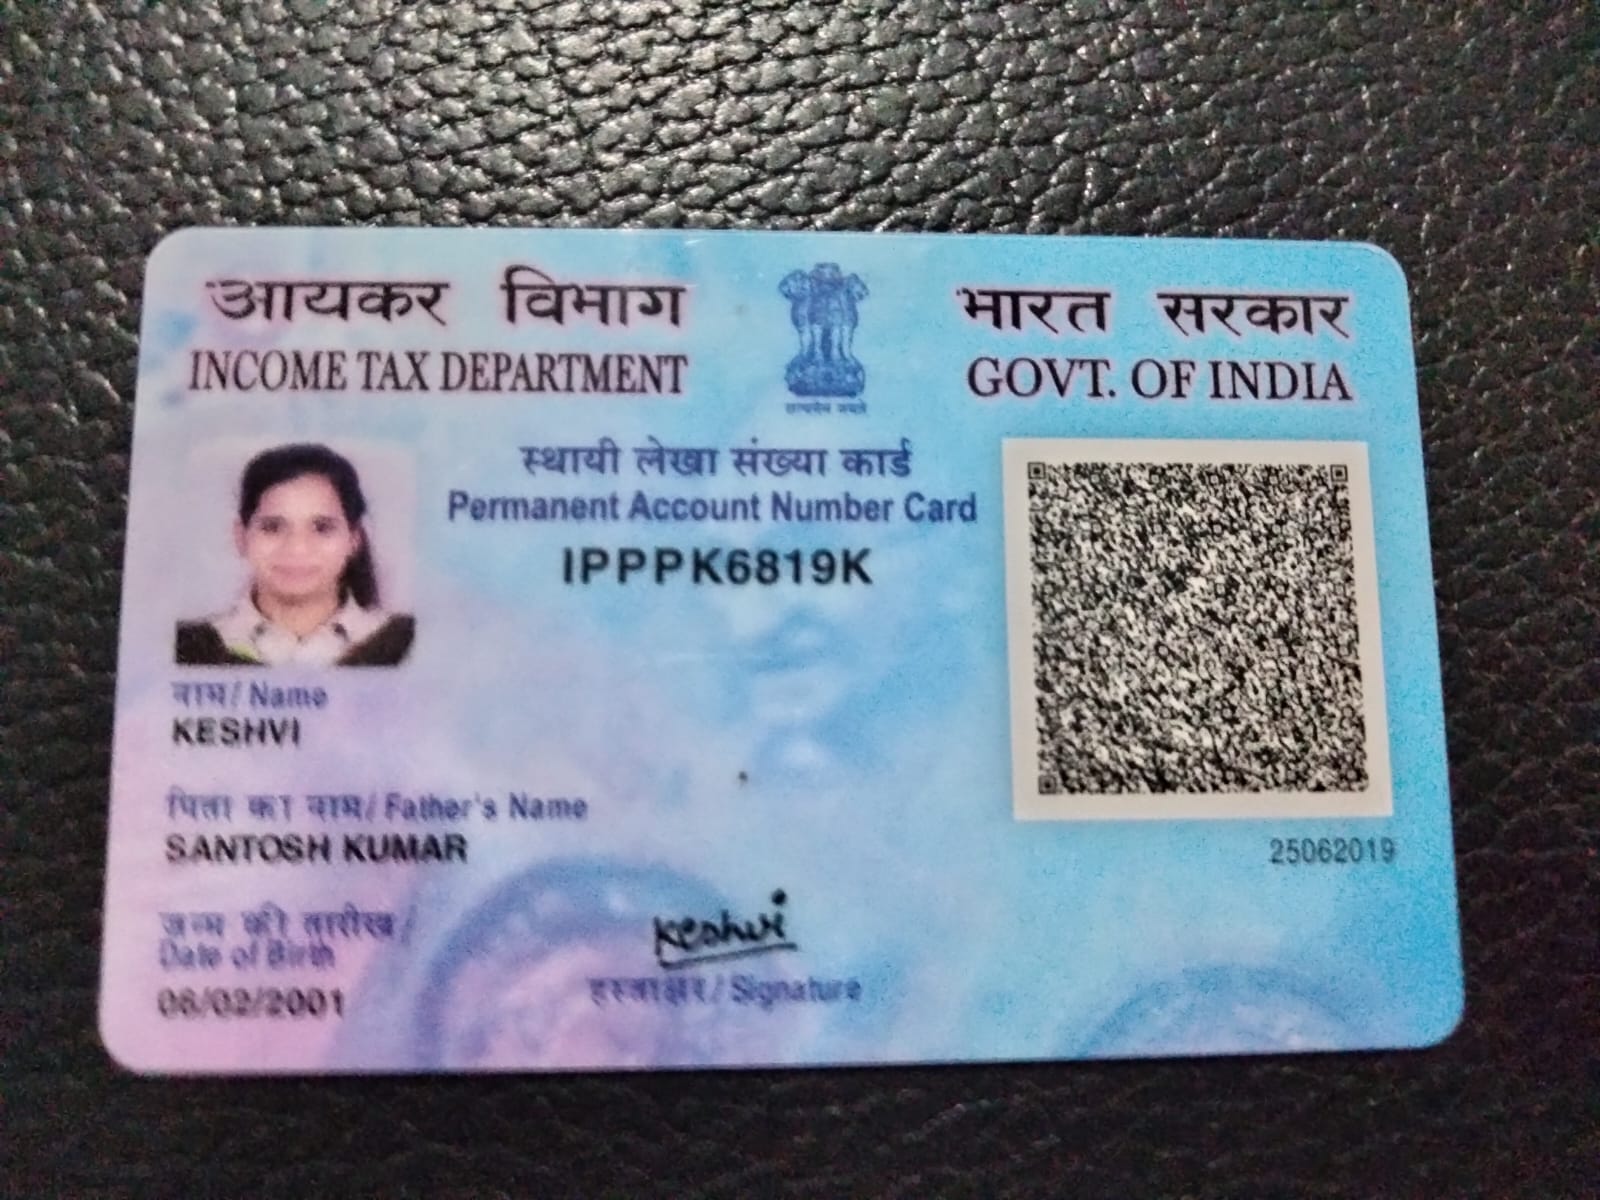 आयकर विभाग
INCOME TAX DEPARTMENT
सत्यमेव जयते
भारत सरकार
GOVT. OF INDIA
स्थायी लेखा संख्या कार्ड
Permanent Account Number Card
IPPPK6819K
नाम/ Name
KESHVI
पिता का नाम/ Father's Name
SANTOSH KUMAR
25062019
जन्म की तारीख/
Date of Birth
06/02/2001
Keshvi
हस्ताक्षर/ Signature